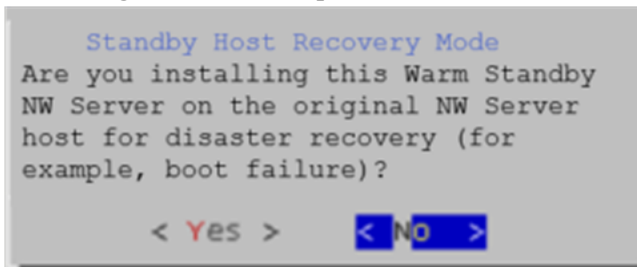 Standby Host Recovery Mode
Are you installing this Warm Standby
NW Server on the original NW Server
host for disaster recovery (for
example, boot failure)?
< Yes > < No >